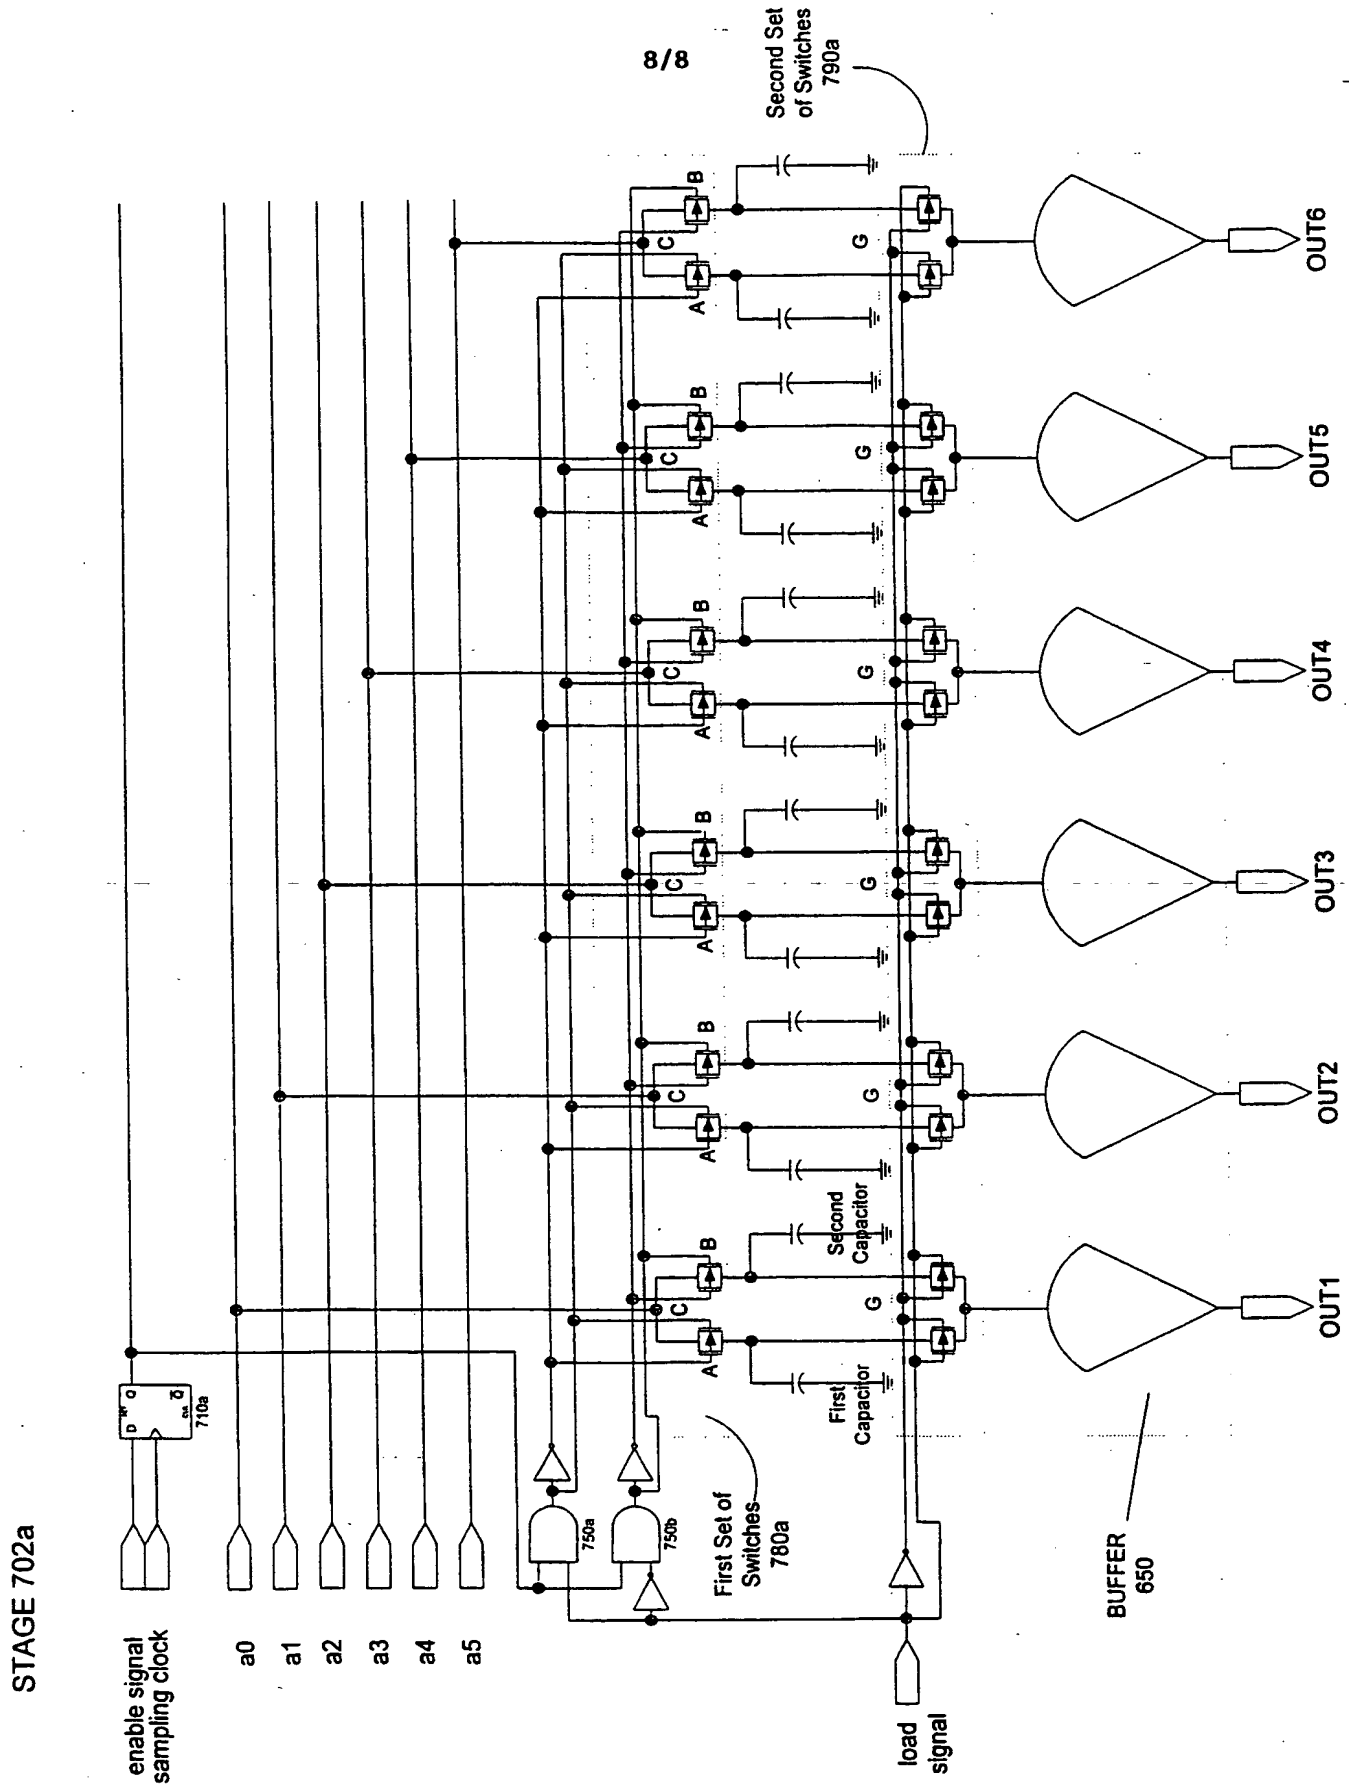 8/8
STAGE 702a
enable signal
sampling clock
D
Q
Q
710a
a0
a1
a2
a3
a4
a5
750a
750b
First Set of
Switches
780a
Second Set
of Switches
790a
A
C
B
A
C
B
A
C
B
A
C
B
A
C
B
A
C
B
First
Capacitor
Second
Capacitor
G
G
G
G
G
G
load
signal
BUFFER
650
OUT1
OUT2
OUT3
OUT4
OUT5
OUT6